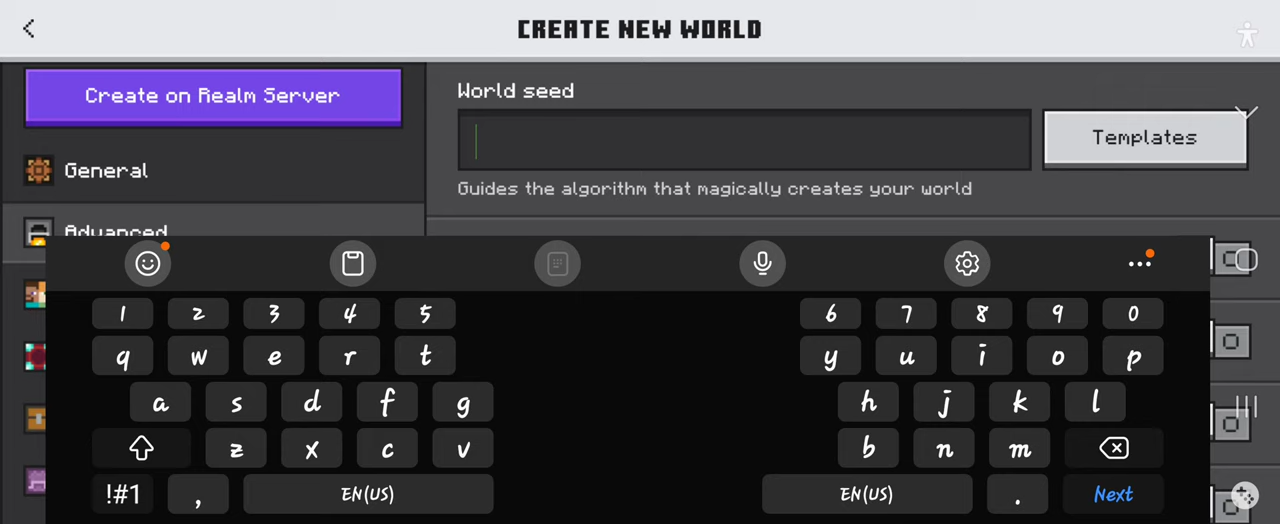 CREATE NEW WORLD
Create on Realm Server
World seed
Templates
General
Guides the algorithm that magically creates your world
Advanced
1 2 3 4 5 6 7 8 9 0
q w e r t y u i o p
a s d f g h j k l
z x c v b n m
!#1 , EN(US) EN(US) . Next